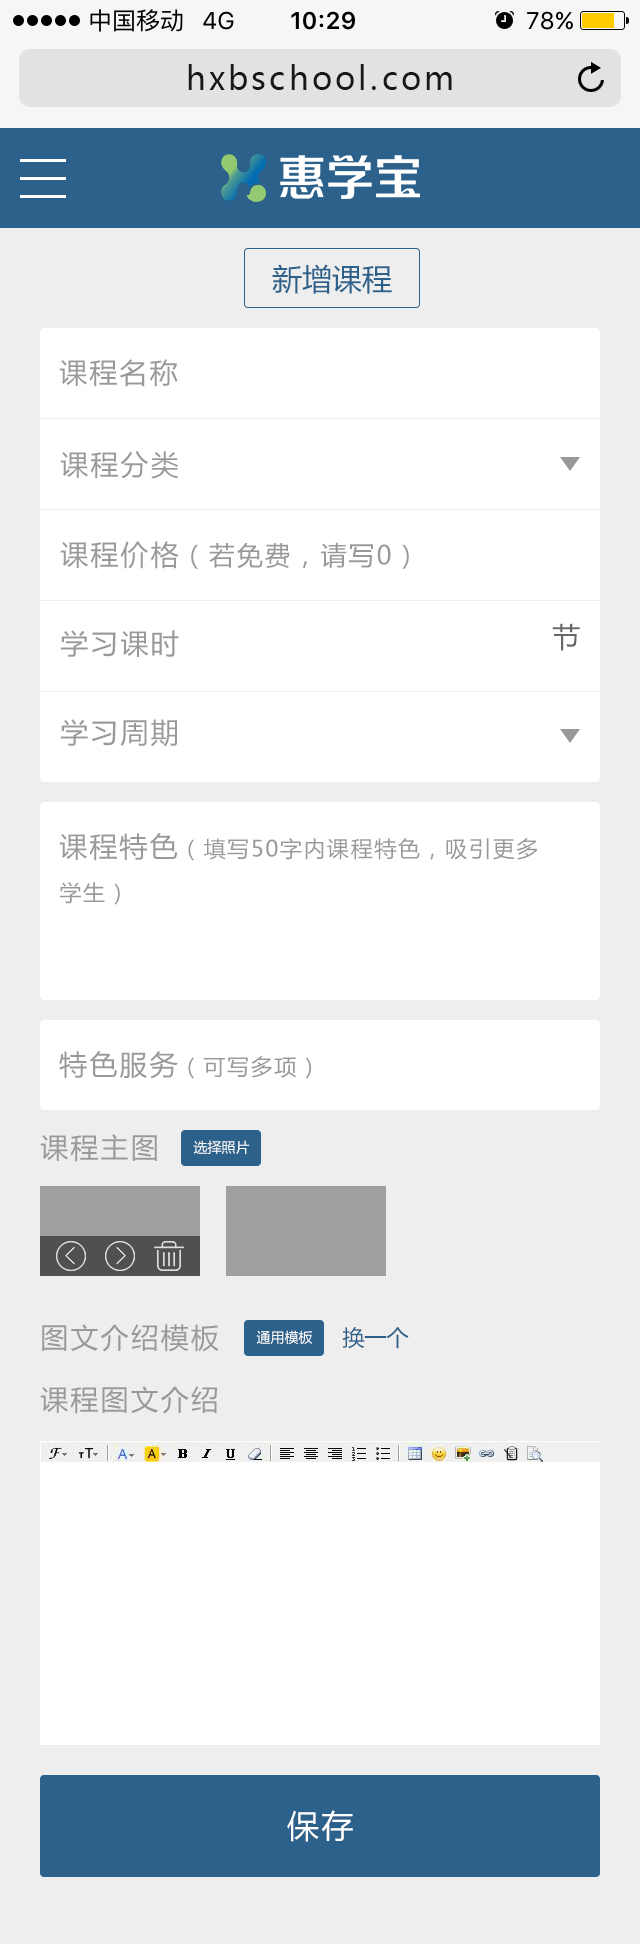 中国移动 4G 10:29 78%
hxbschool.com
惠学宝
新增课程
课程名称
课程分类
课程价格（若免费，请写0）
学习课时 节
学习周期
课程特色（填写50字内课程特色，吸引更多
学生）
特色服务（可写多项）
课程主图 选择照片
图文介绍模板 通用模板 换一个
课程图文介绍
F TT A A B I U
保存